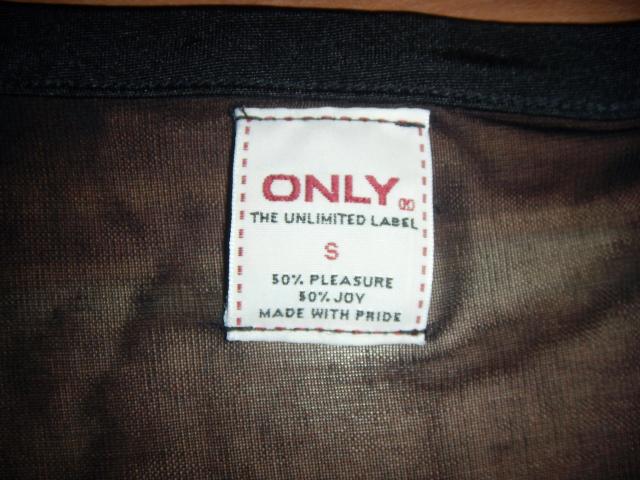 ONLY®
THE UNLIMITED LABEL
S
50% PLEASURE
50% JOY
MADE WITH PRIDE